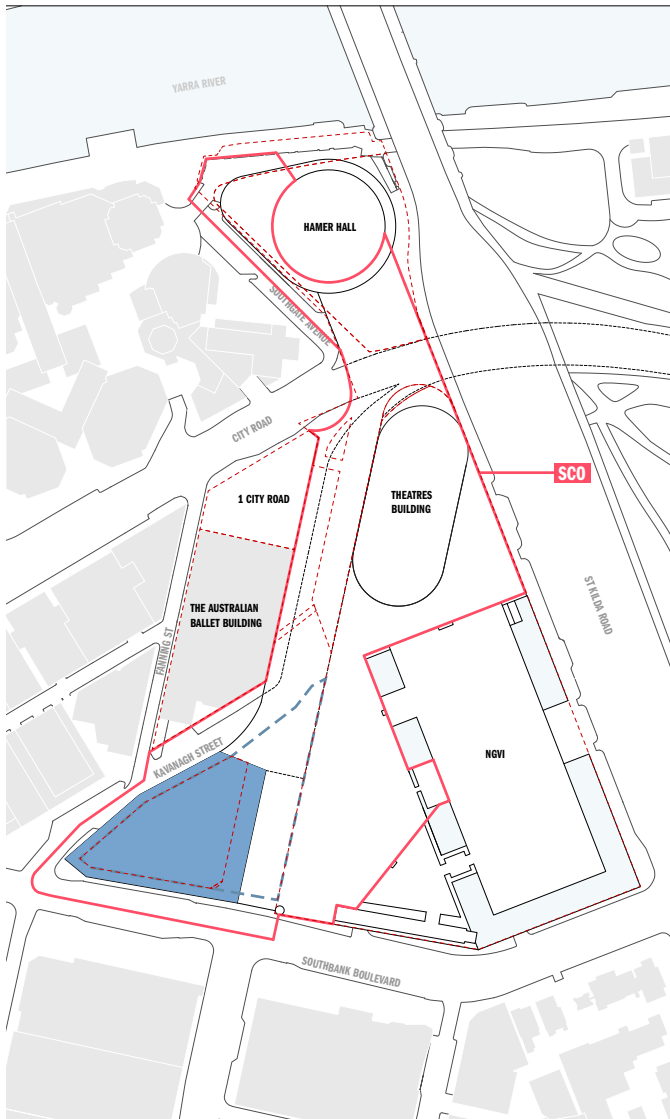 YARRA RIVER
HAMER HALL
SOUTHGATE AVENUE
CITY ROAD
1 CITY ROAD
THEATRES
BUILDING
SCO
THE AUSTRALIAN
BALLET BUILDING
FANNING ST
ST KILDA ROAD
KAVANAGH STREET
NGVI
SOUTHBANK BOULEVARD